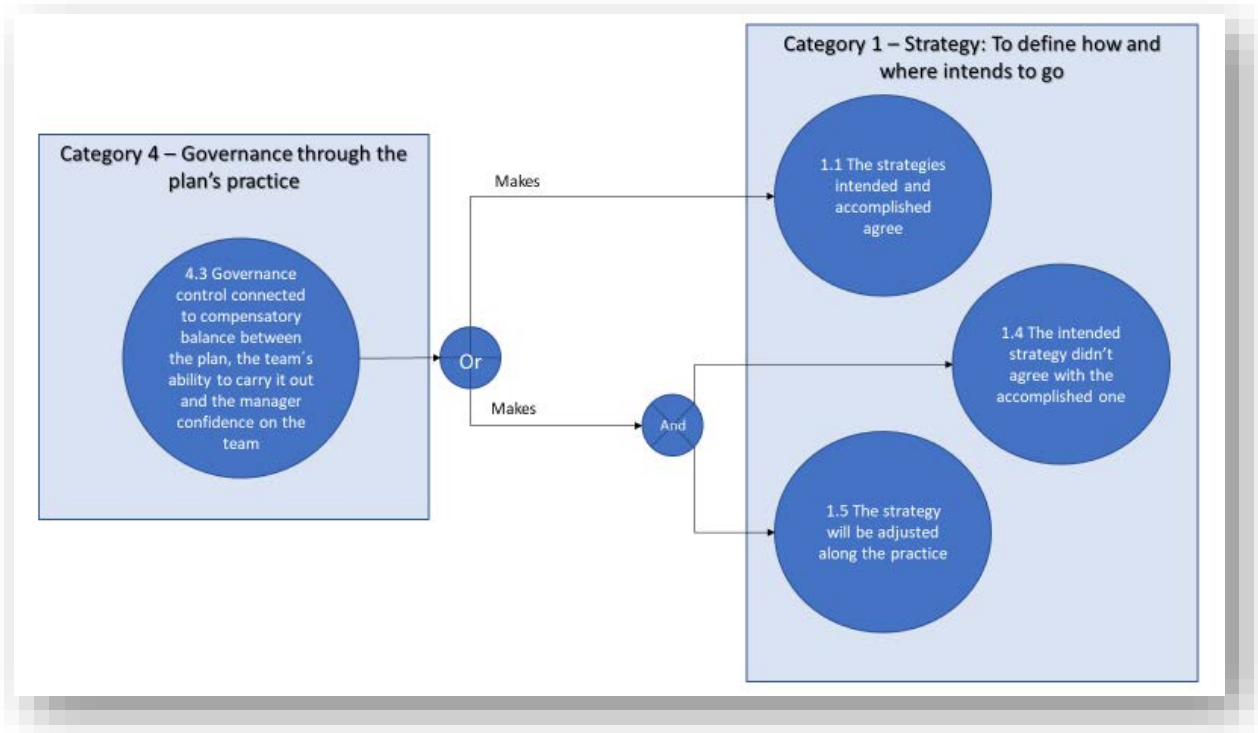 Category 4 – Governance through the
plan's practice
4.3 Governance
control connected
to compensatory
balance between
the plan, the team´s
ability to carry it out
and the manager
confidence on the
team
Or
Makes
Makes
And
Category 1 – Strategy: To define how and
where intends to go
1.1 The strategies
intended and
accomplished
agree
1.4 The intended
strategy didn't
agree with the
accomplished one
1.5 The strategy
will be adjusted
along the practice